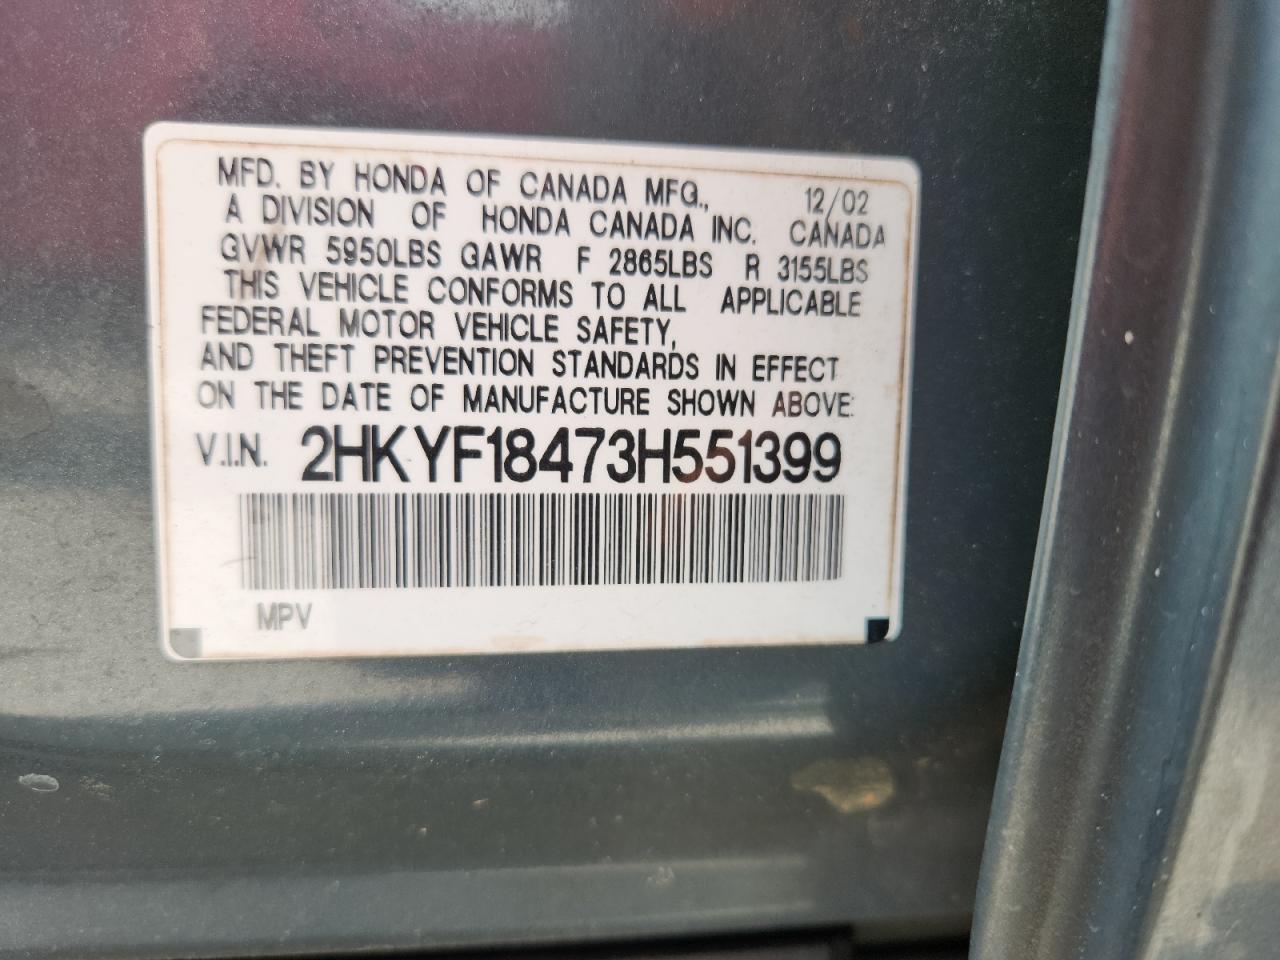 MFD. BY HONDA OF CANADA MFG., 12/02
A DIVISION OF HONDA CANADA INC. CANADA
GVWR 5950LBS GAWR F 2865LBS R 3155LBS
THIS VEHICLE CONFORMS TO ALL APPLICABLE
FEDERAL MOTOR VEHICLE SAFETY,
AND THEFT PREVENTION STANDARDS IN EFFECT
ON THE DATE OF MANUFACTURE SHOWN ABOVE:
V.I.N. 2HKYF18473H551399
MPV